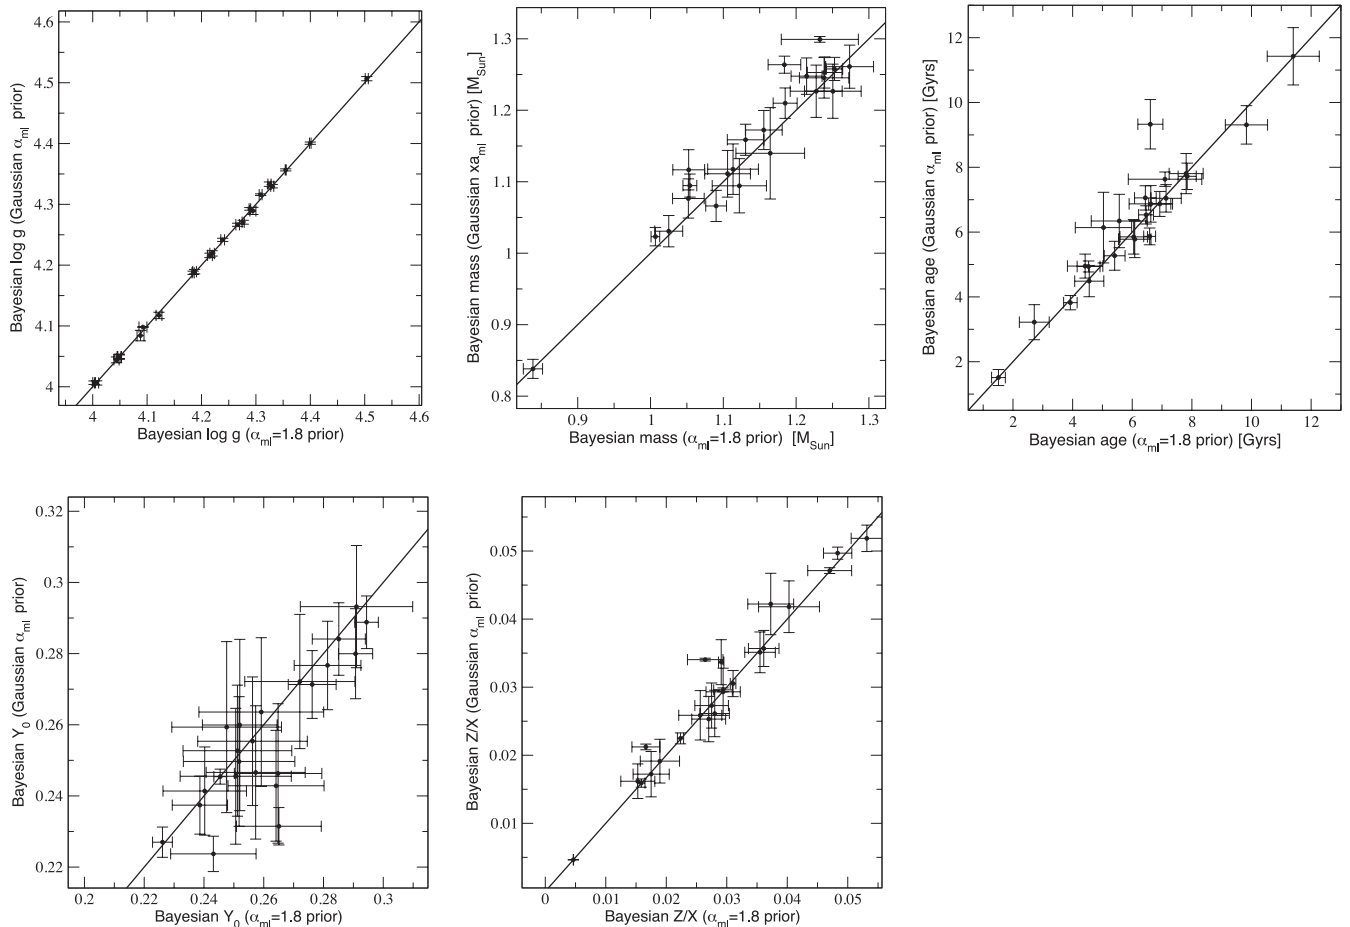 4.6
4.5
4.4
4.3
4.2
4.1
4
Bayesian log g (Gaussian α_ml prior)
4 4.1 4.2 4.3 4.4 4.5 4.6
Bayesian log g (α_ml=1.8 prior)
1.3
1.2
1.1
1
0.9
0.8
Bayesian mass (Gaussian xa_ml prior) [M_Sun]
0.9 1 1.1 1.2 1.3
Bayesian mass (α_ml=1.8 prior) [M_Sun]
12
10
8
6
4
2
Bayesian age (Gaussian α_ml prior) [Gyrs]
2 4 6 8 10 12
Bayesian age (α_ml=1.8 prior) [Gyrs]
0.32
0.3
0.28
0.26
0.24
0.22
Bayesian Y_0 (Gaussian α_ml prior)
0.2 0.22 0.24 0.26 0.28 0.3
Bayesian Y_0 (α_ml=1.8 prior)
0.05
0.04
0.03
0.02
0.01
Bayesian Z/X (Gaussian α_ml prior)
0 0.01 0.02 0.03 0.04 0.05
Bayesian Z/X (α_ml=1.8 prior)